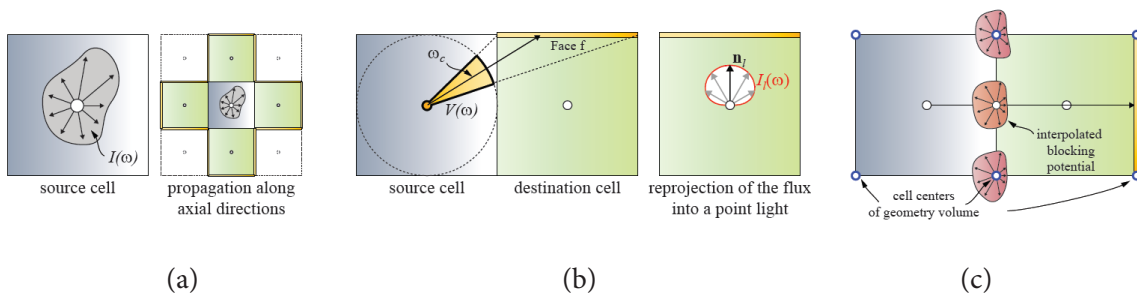 I(ω)
source cell
propagation along
axial directions
(a)
ω_c
Face f
V(ω)
source cell
destination cell
n_l
I_l(ω)
reprojection of the flux
into a point light
(b)
interpolated
blocking
potential
cell centers
of geometry volume
(c)